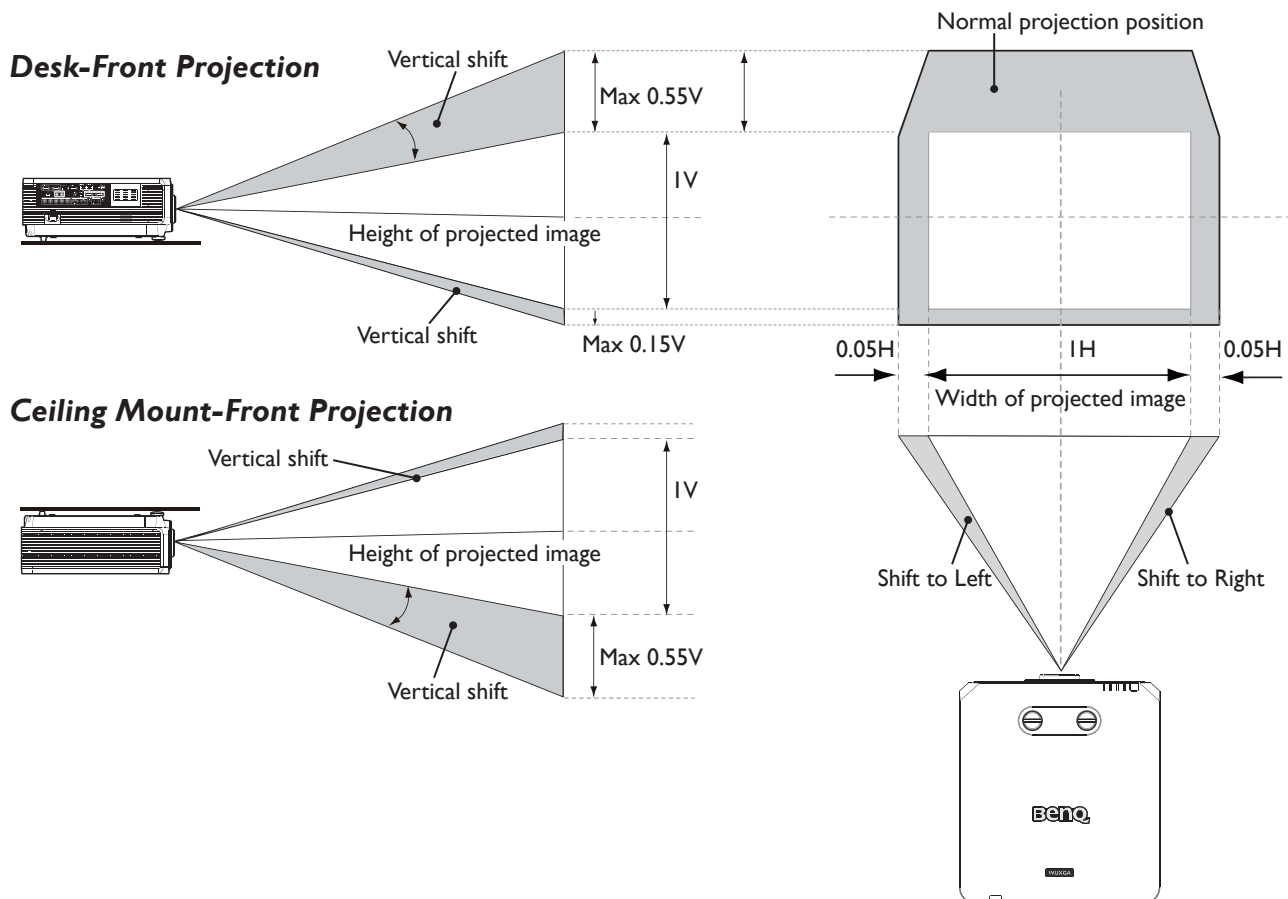 Normal projection position
Desk-Front Projection
Vertical shift
Max 0.55V
1V
Height of projected image
Vertical shift
Max 0.15V
0.05H
1H
0.05H
Width of projected image
Ceiling Mount-Front Projection
Vertical shift
1V
Height of projected image
Shift to Left
Shift to Right
Max 0.55V
Vertical shift
BenQ
WUXGA